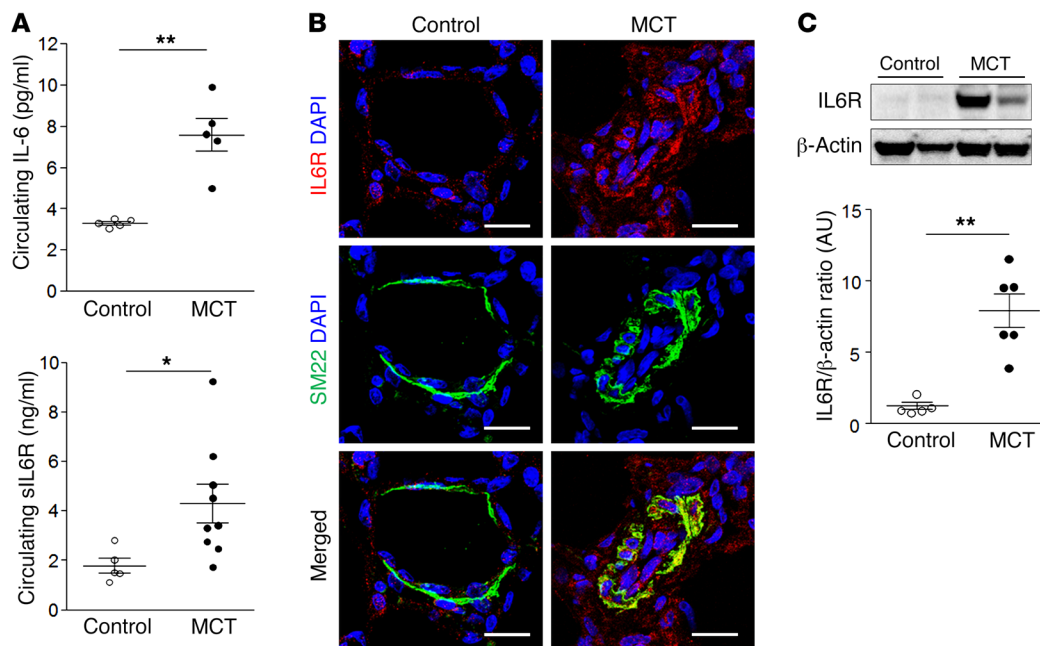 A
Circulating IL-6 (pg/ml)
12
10
8
6
4
2
0
**
Control
MCT
Circulating sIL6R (ng/ml)
10
8
6
4
2
0
*
Control
MCT
B
Control
MCT
IL6R DAPI
SM22 DAPI
Merged
C
Control
MCT
IL6R
β-Actin
IL6R/β-actin ratio (AU)
15
10
5
0
**
Control
MCT